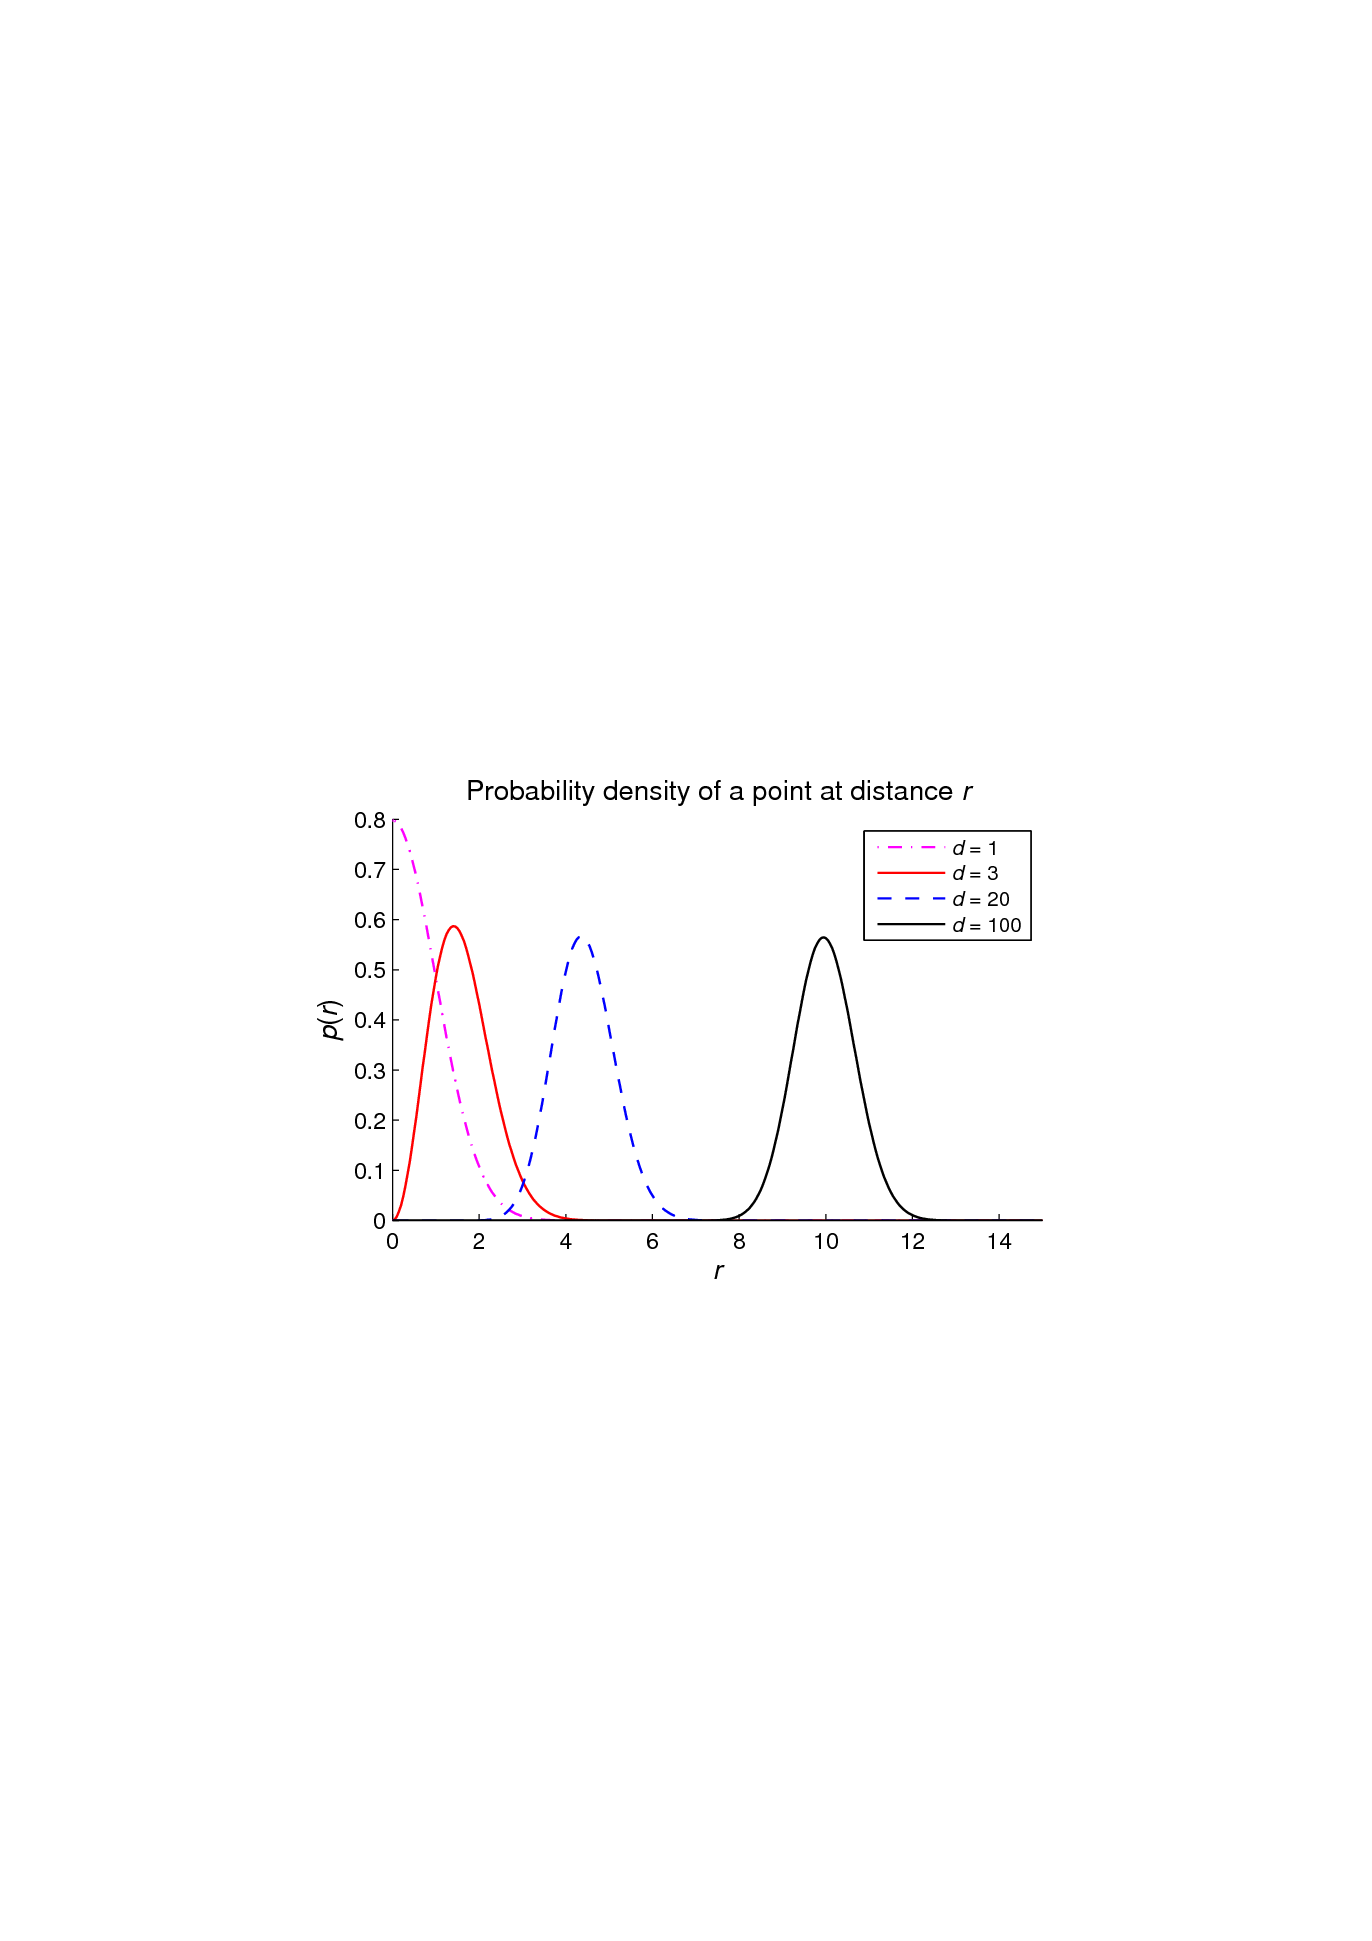 Probability density of a point at distance r
0.8
0.7
0.6
0.5
0.4
0.3
0.2
0.1
0
p(r)
d = 1
d = 3
d = 20
d = 100
0 2 4 6 8 10 12 14
r